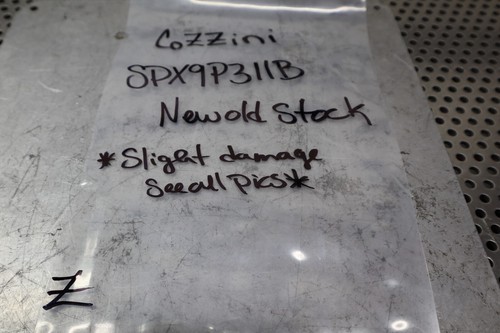 Cozzini
SPX9P311B
New old Stock
*Slight damage
See all Pics*
Z